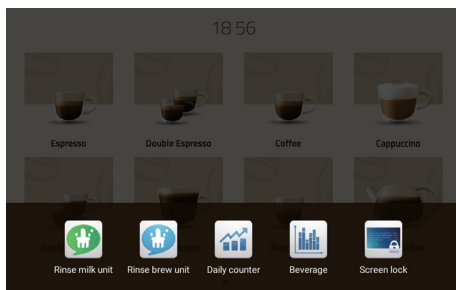 18 56
Espresso Double Espresso Coffee Cappuccino
Rinse milk unit Rinse brew unit Daily counter Beverage Screen lock